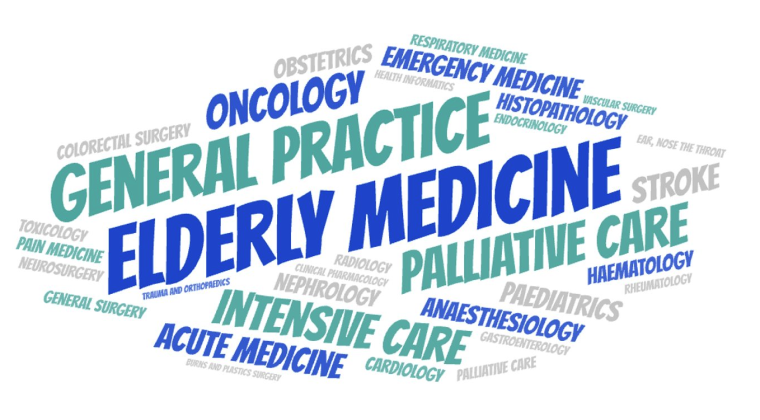 RESPIRATORY MEDICINE
OBSTETRICS
EMERGENCY MEDICINE
HEALTH INFORMATICS
ONCOLOGY
HISTOPATHOLOGY
VASCULAR SURGERY
ENDOCRINOLOGY
COLORECTAL SURGERY
GENERAL PRACTICE
EAR, NOSE THE THROAT
ELDERLY MEDICINE
STROKE
TOXICOLOGY
PAIN MEDICINE
NEUROSURGERY
PALLIATIVE CARE
RADIOLOGY
CLINICAL PHARMACOLOGY
HAEMATOLOGY
RHEUMATOLOGY
TRAUMA AND ORTHOPAEDICS
NEPHROLOGY
PAEDIATRICS
GENERAL SURGERY
INTENSIVE CARE
ANAESTHESIOLOGY
GASTROENTEROLOGY
ACUTE MEDICINE
CARDIOLOGY
PALLIATIVE CARE
BURNS AND PLASTICS SURGERY